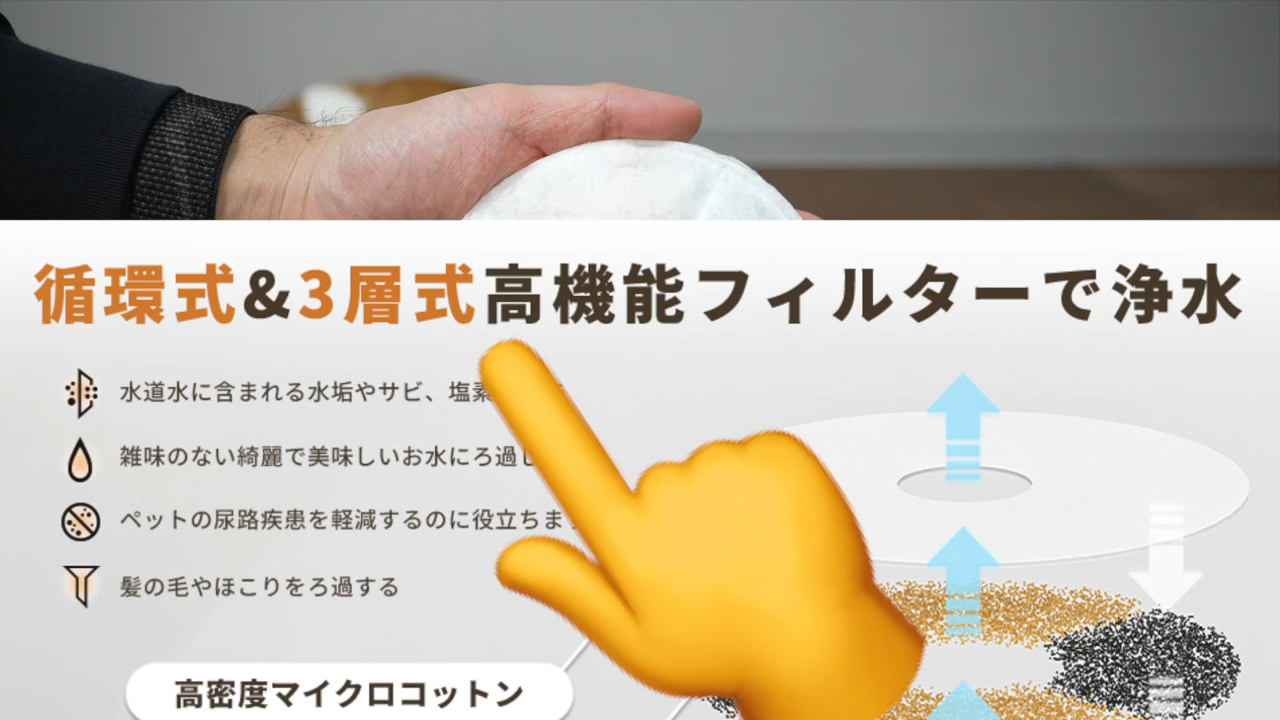 循環式&3層式高機能フィルターで浄水
水道水に含まれる水垢やサビ、塩素
雑味のない綺麗で美味しいお水にろ過し
ペットの尿路疾患を軽減するのに役立ちま
髪の毛やほこりをろ過する
高密度マイクロコットン